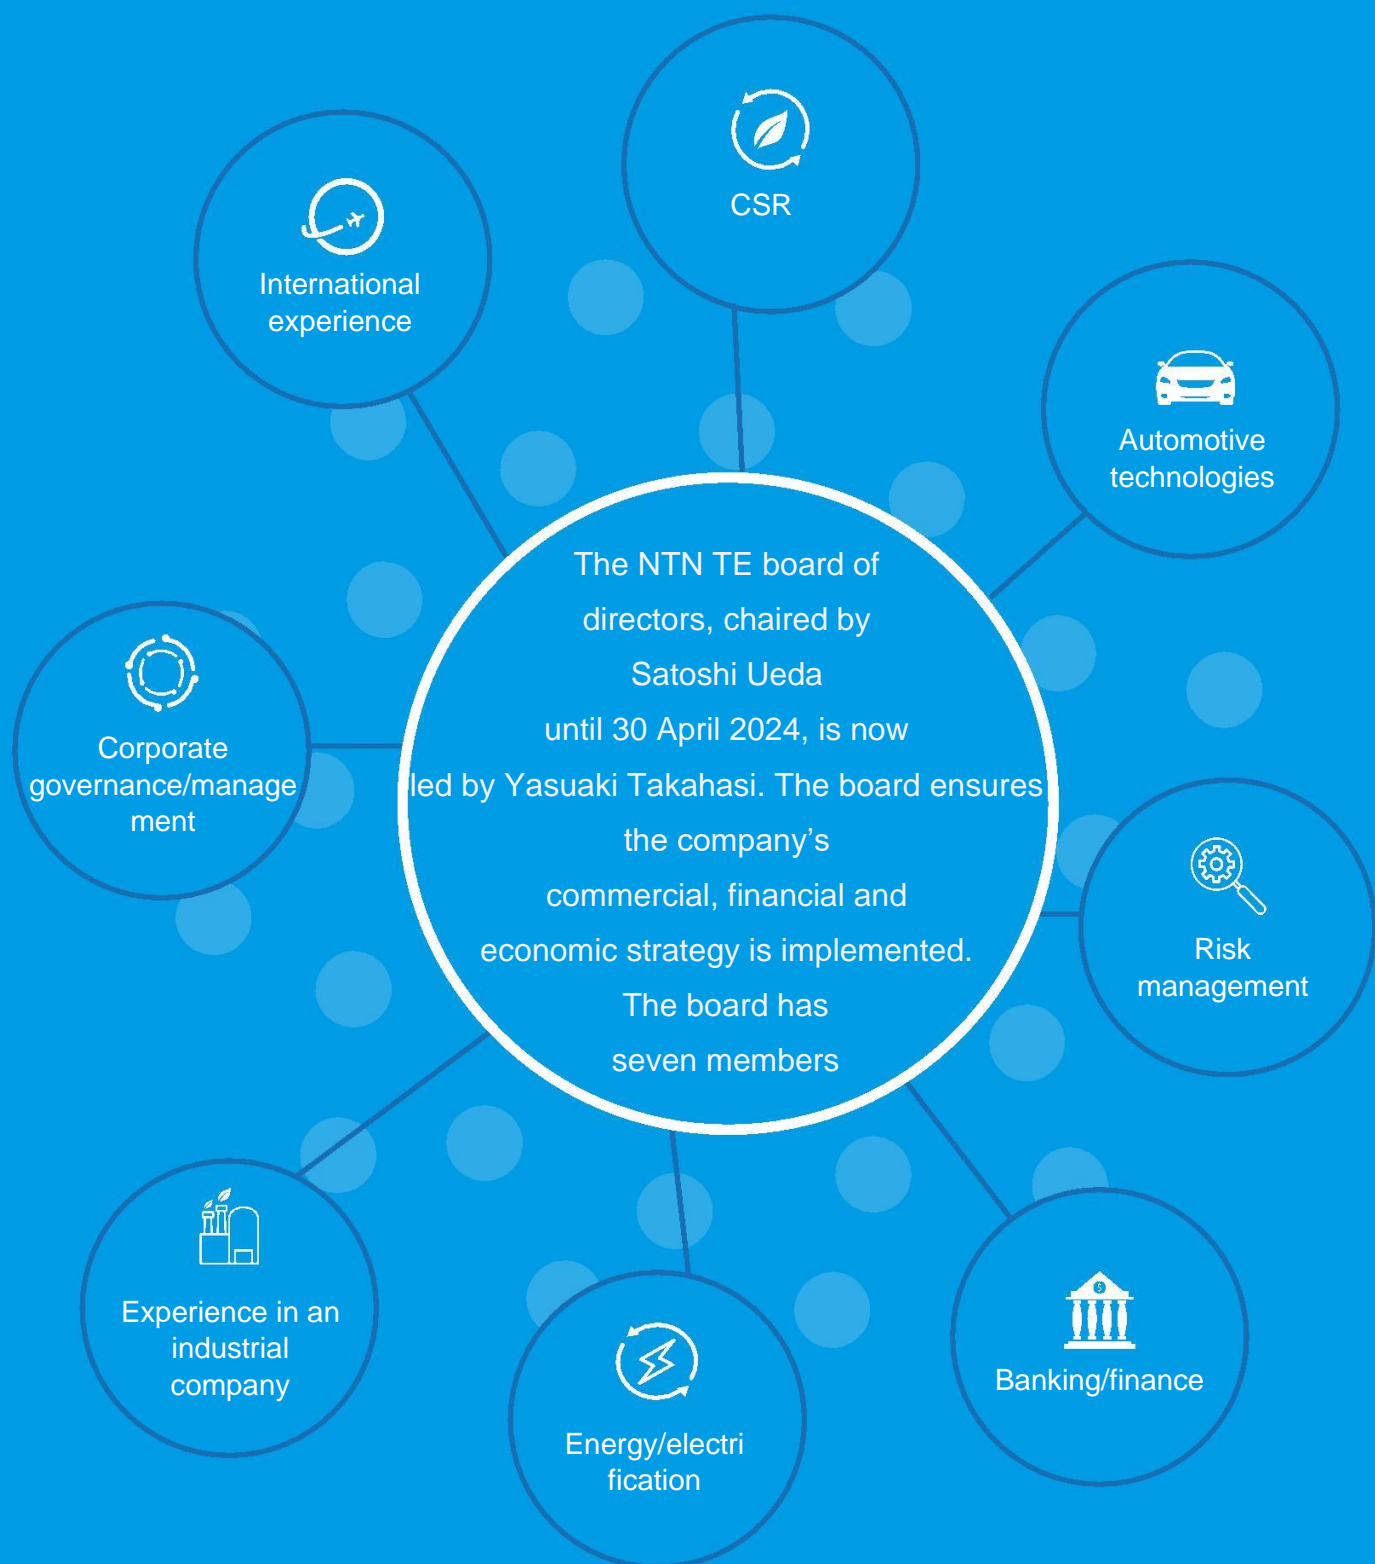 CSR
International
experience
Automotive
technologies
The NTN TE board of
directors, chaired by
Satoshi Ueda
until 30 April 2024, is now
led by Yasuaki Takahasi. The board ensures
the company’s
commercial, financial and
economic strategy is implemented.
The board has
seven members
Corporate
governance/manage
ment
Risk
management
Experience in an
industrial
company
Energy/electri
fication
Banking/finance